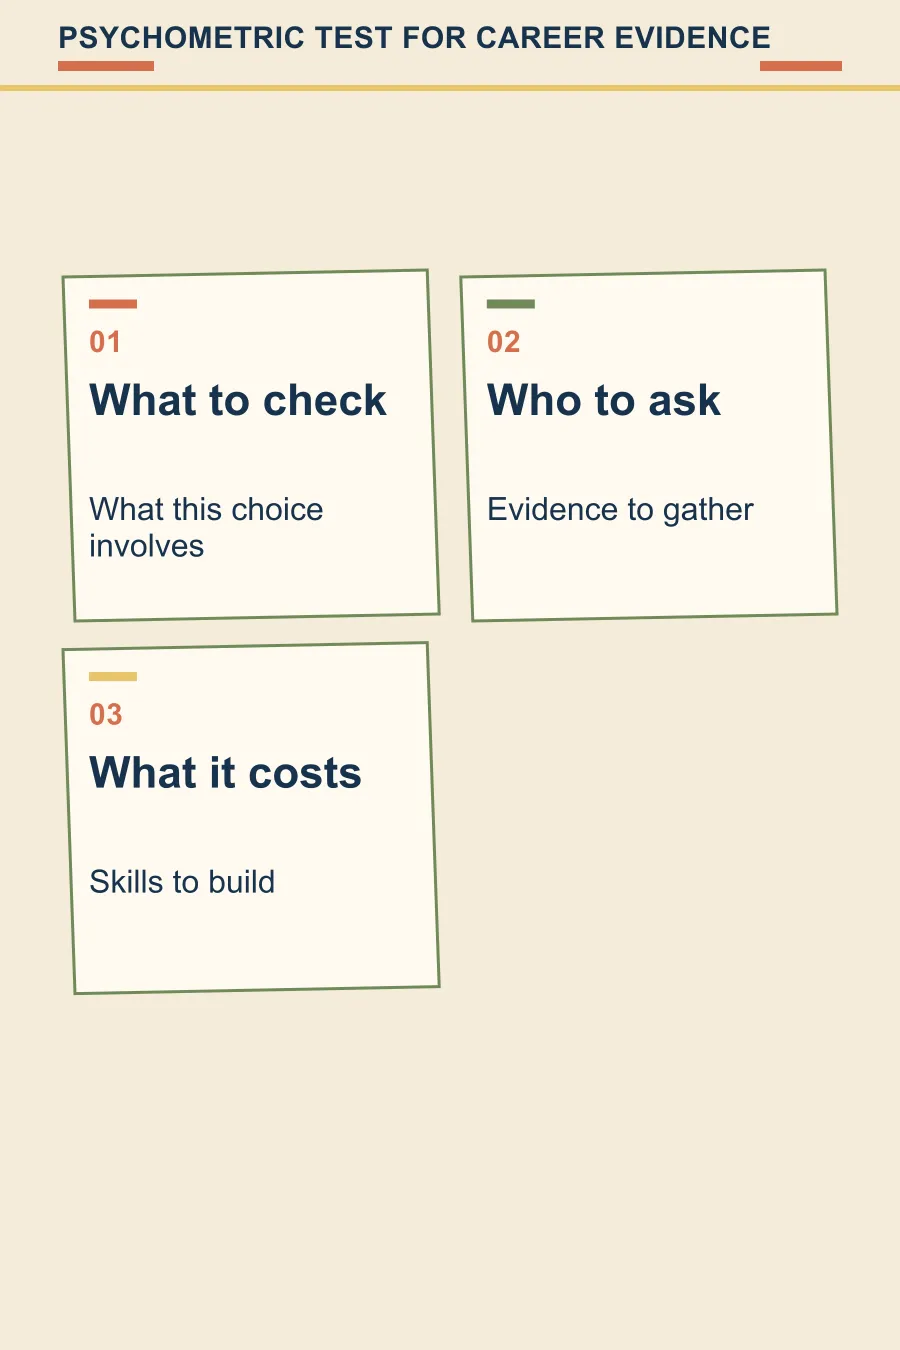 PSYCHOMETRIC TEST FOR CAREER EVIDENCE
01
What to check
What this choice
involves
02
Who to ask
Evidence to gather
03
What it costs
Skills to build